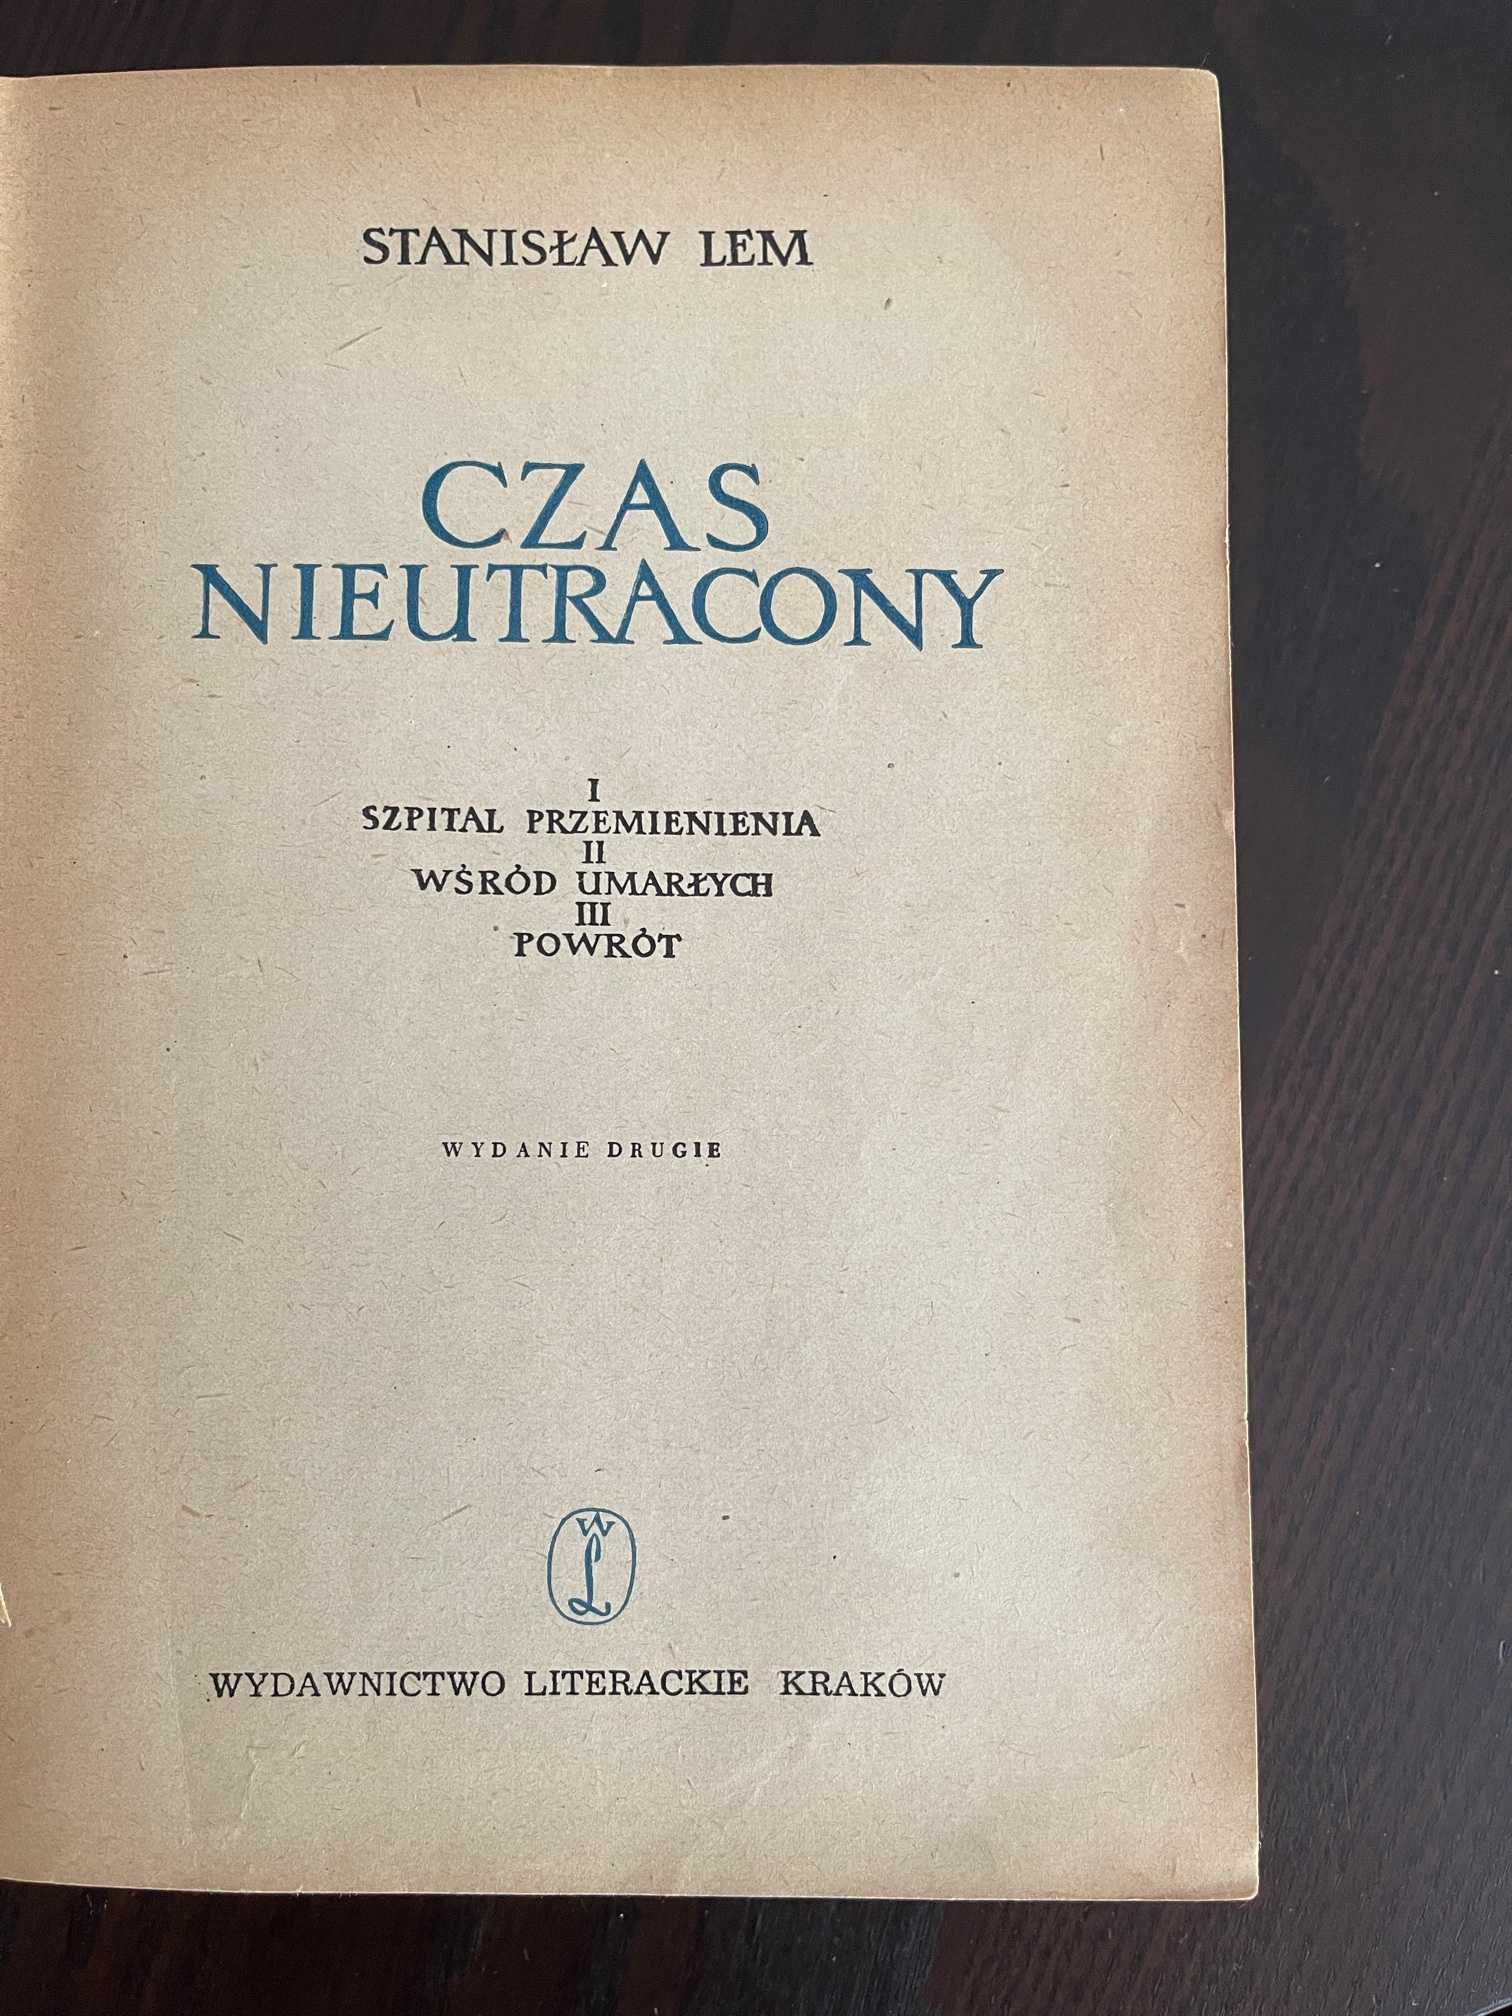 STANISŁAW LEM
CZAS
NIEUTRACONY
I
SZPITAL PRZEMIENIENIA
II
WŚRÓD UMARŁYCH
III
POWRÓT
WYDANIE DRUGIE
WL
WYDAWNICTWO LITERACKIE KRAKÓW